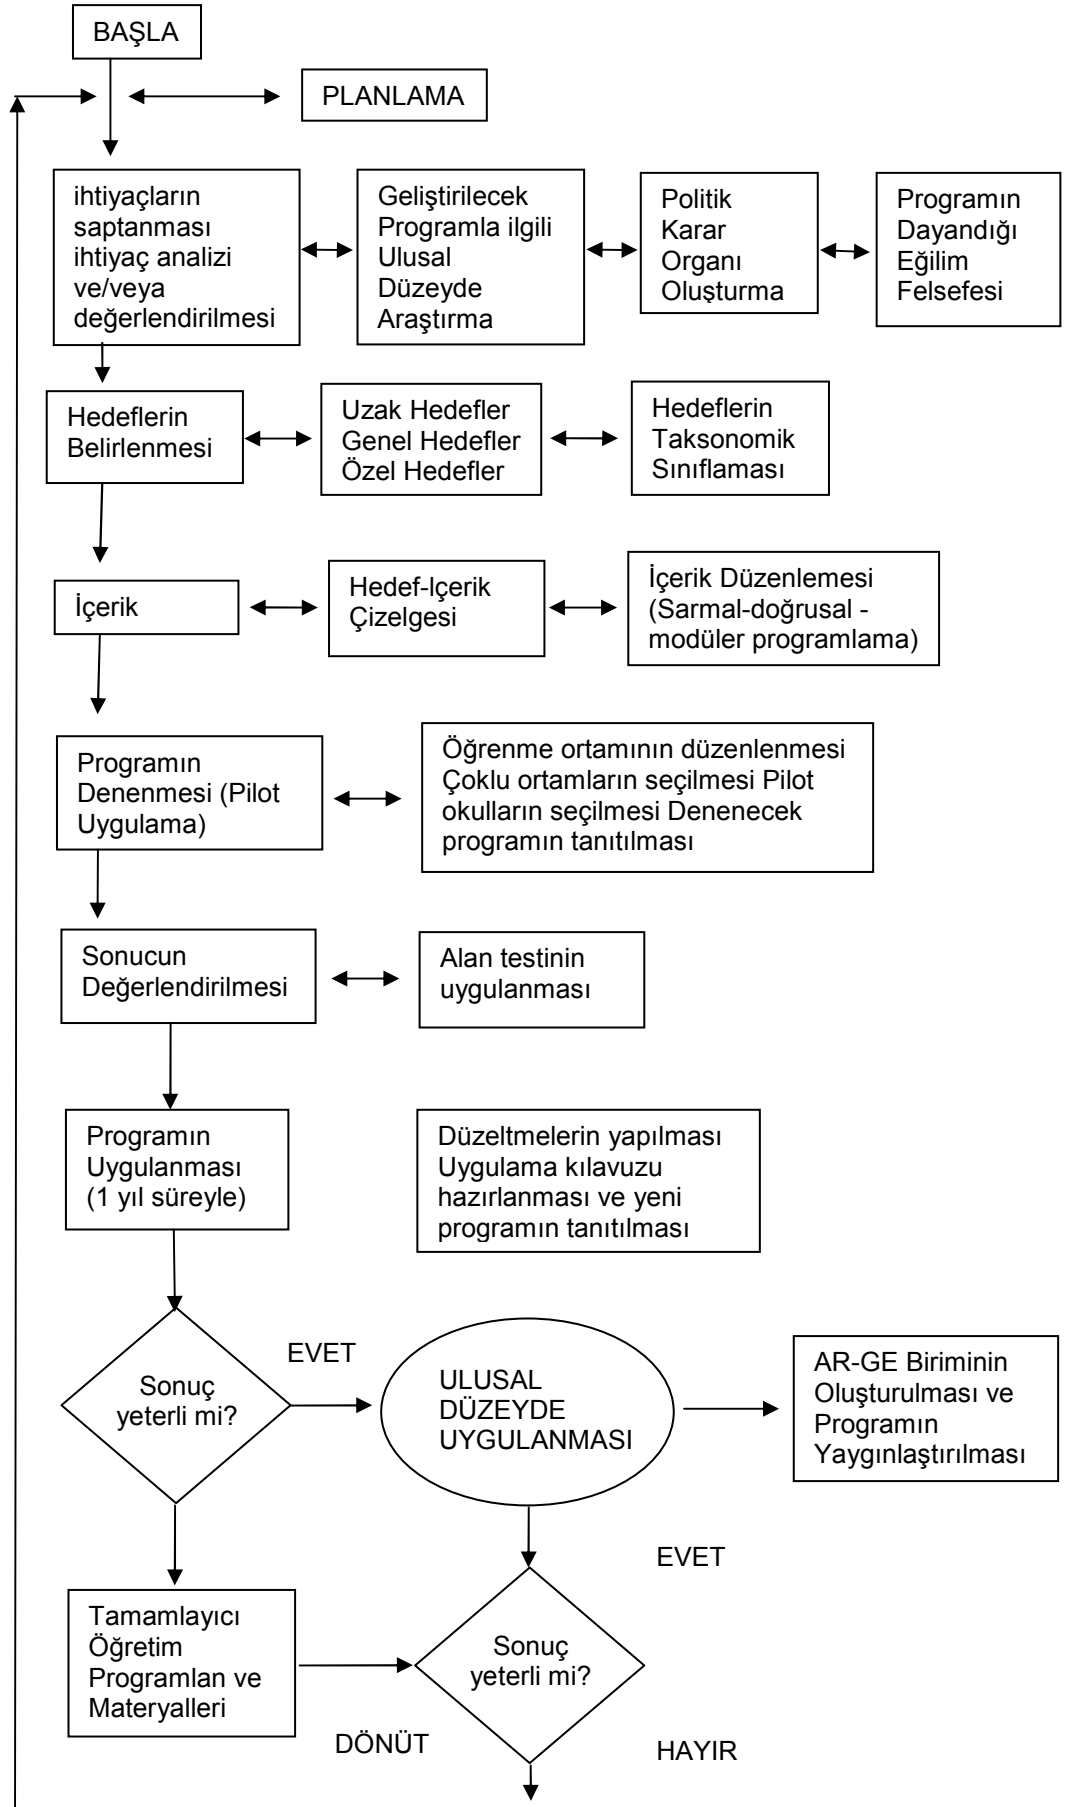 BAŞLA
PLANLAMA
ihtiyaçların
saptanması
ihtiyaç analizi
ve/veya
değerlendirilmesi
Geliştirilecek
Programla ilgili
Ulusal
Düzeyde
Araştırma
Politik
Karar
Organı
Oluşturma
Programın
Dayandığı
Eğilim
Felsefesi
Hedeflerin
Belirlenmesi
Uzak Hedefler
Genel Hedefler
Özel Hedefler
Hedeflerin
Taksonomik
Sınıflaması
İçerik
Hedef-lçerik
Çizelgesi
İçerik Düzenlemesi
(Sarmal-doğrusal -
modüler programlama)
Programın
Denenmesi (Pilot
Uygulama)
Öğrenme ortamının düzenlenmesi
Çoklu ortamların seçilmesi Pilot
okulların seçilmesi Denenecek
programın tanıtılması
Sonucun
Değerlendirilmesi
Alan testinin
uygulanması
Programın
Uygulanması
(1 yıl süreyle)
Düzeltmelerin yapılması
Uygulama kılavuzu
hazırlanması ve yeni
programın tanıtılması
Sonuç
yeterli mi?
EVET
ULUSAL
DÜZEYDE
UYGULANMASI
AR-GE Biriminin
Oluşturulması ve
Programın
Yaygınlaştırılması
EVET
Tamamlayıcı
Öğretim
Programlan ve
Materyalleri
Sonuç
yeterli mi?
DÖNÜT
HAYIR